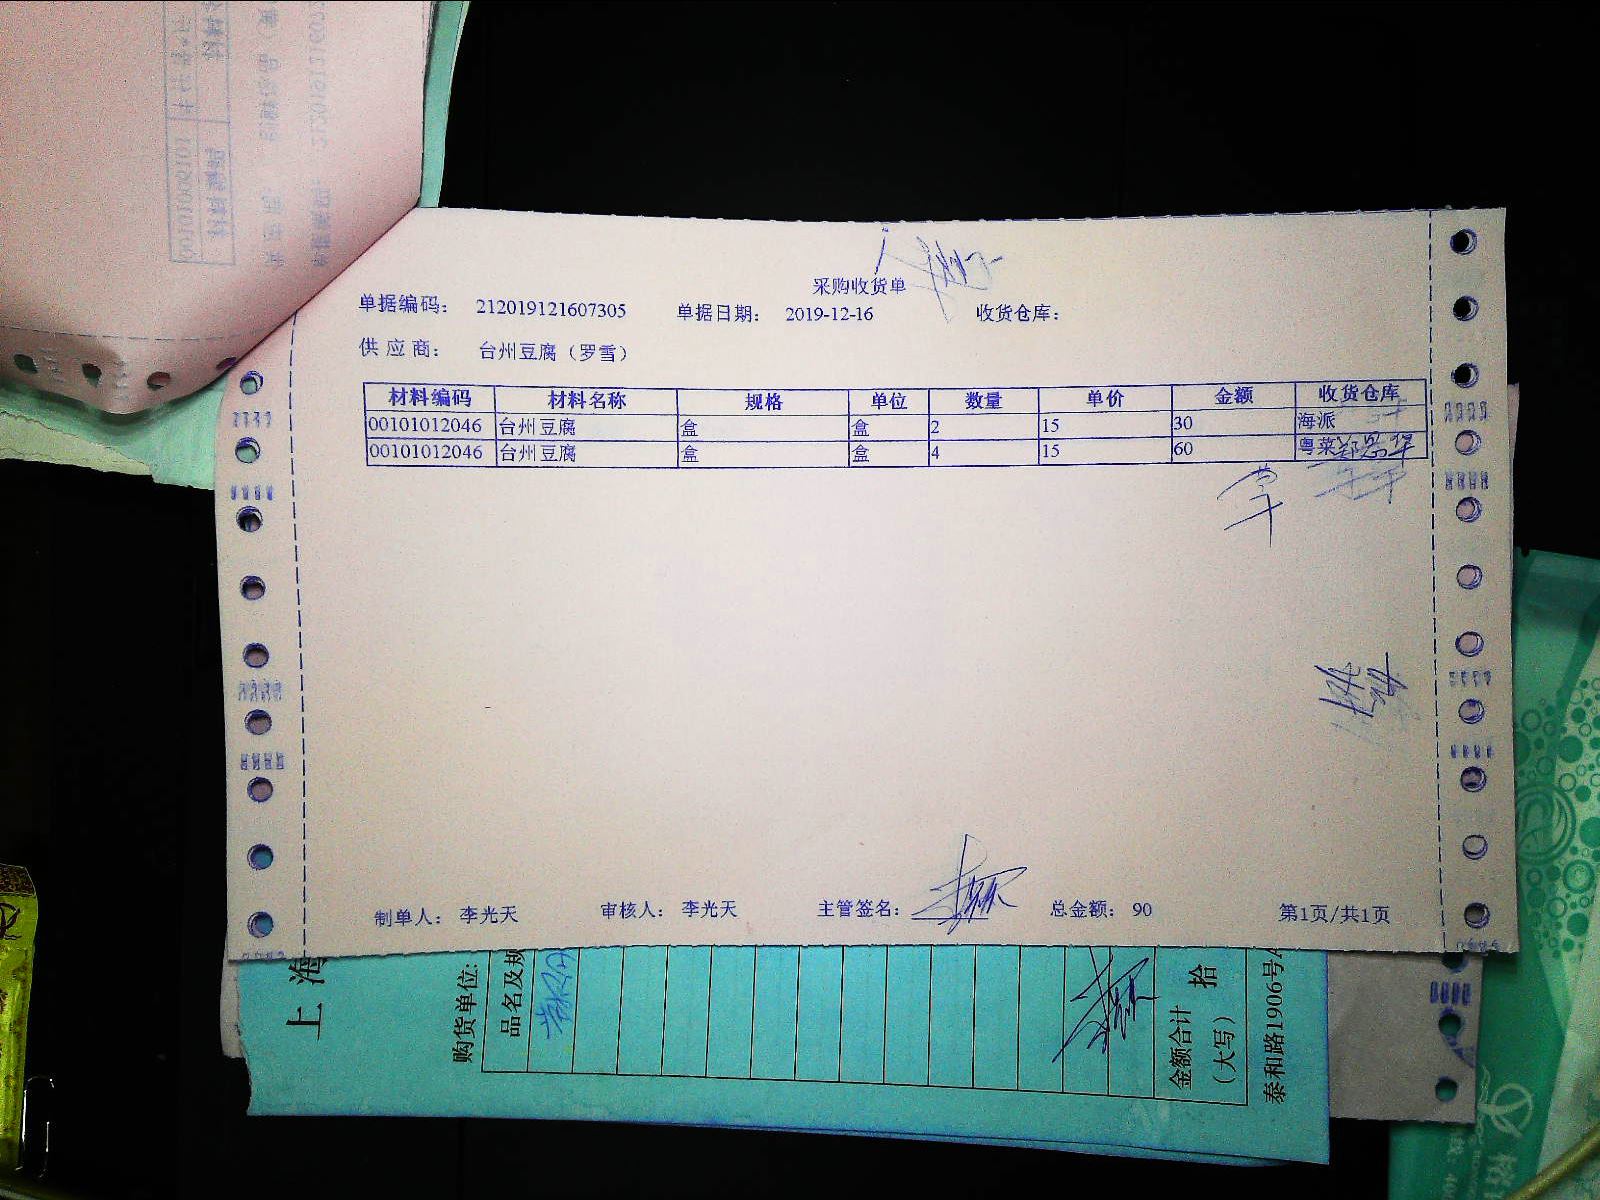 采购收货单
单据编码： 212019121607305 单据日期： 2019-12-16 收货仓库：
供应商： 台州豆腐（罗雪）
材料编码 材料名称 规格 单位 数量 单价 金额 收货仓库
00101012046 台州豆腐 盒 盒 2 15 30 海派
00101012046 台州豆腐 盒 盒 4 15 60 粤菜
制单人： 李光天 审核人： 李光天 主管签名： 总金额： 90 第1页/共1页
上海
购货单位:
品名及规
金额合计 拾
（大写）
泰和路1906号
材料编码
00101006101